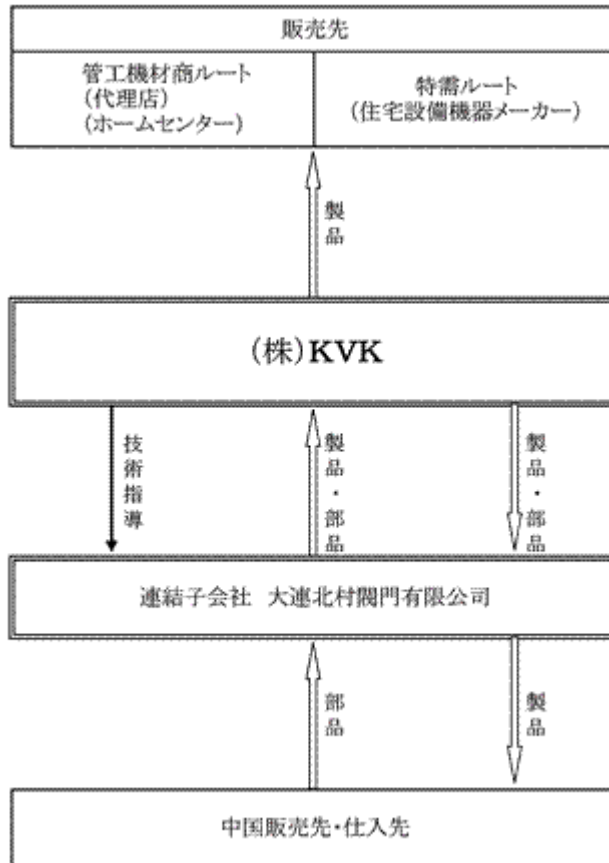 販売先
管工機材商ルート
(代理店)
(ホームセンター)
特需ルート
(住宅設備機器メーカー)
製品
(株)KVK
技術指導
製品・部品
製品・部品
連結子会社 大連北村閥門有限公司
部品
製品
中国販売先・仕入先